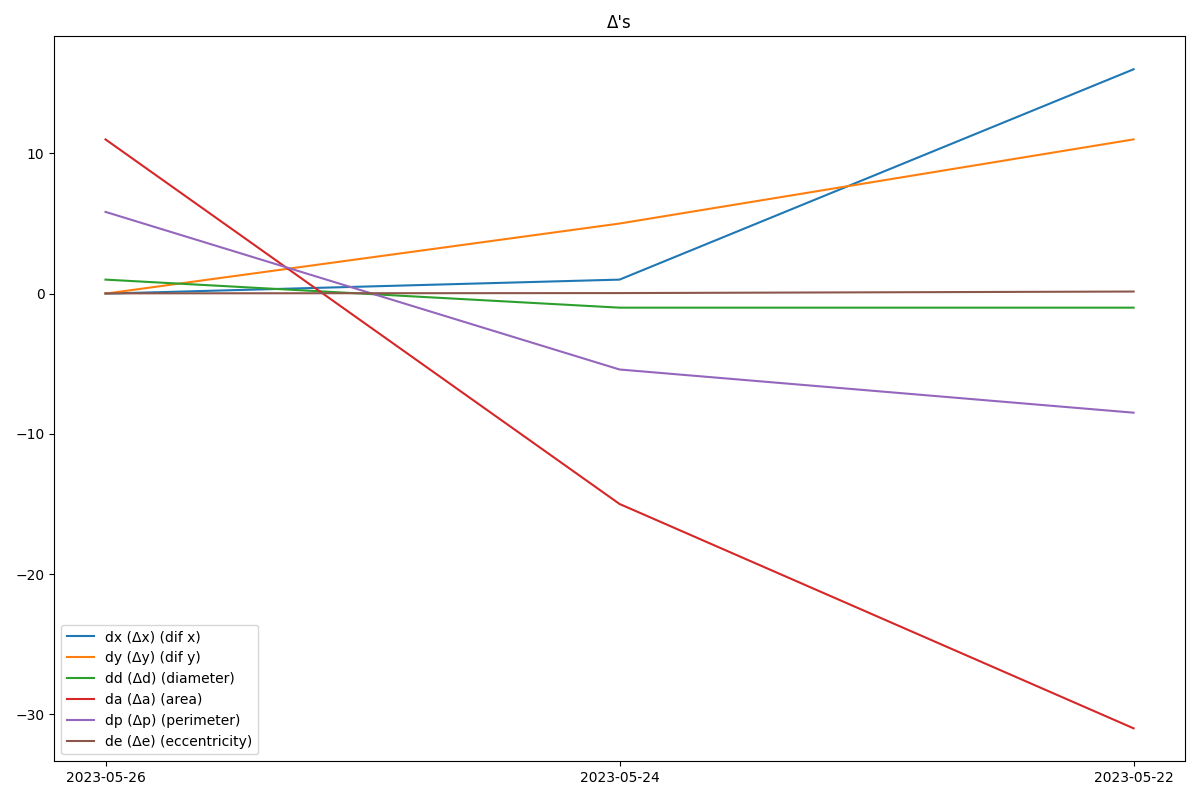 Δ's
10
0
−10
−20
−30
dx (Δx) (dif x)
dy (Δy) (dif y)
dd (Δd) (diameter)
da (Δa) (area)
dp (Δp) (perimeter)
de (Δe) (eccentricity)
2023-05-26 2023-05-24 2023-05-22